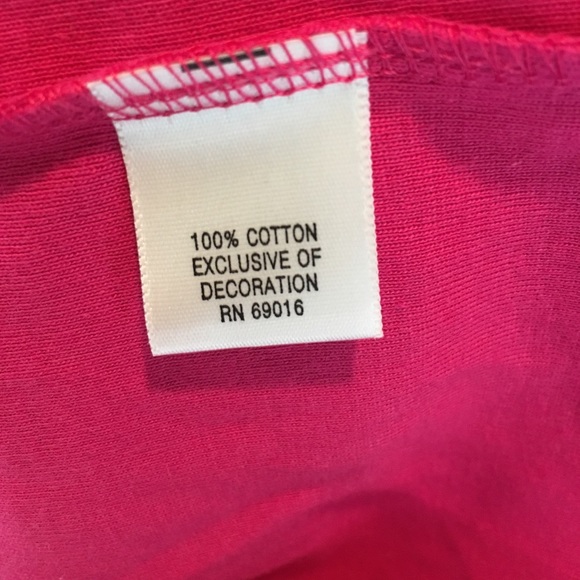 100% COTTON
EXCLUSIVE OF
DECORATION
RN 69016